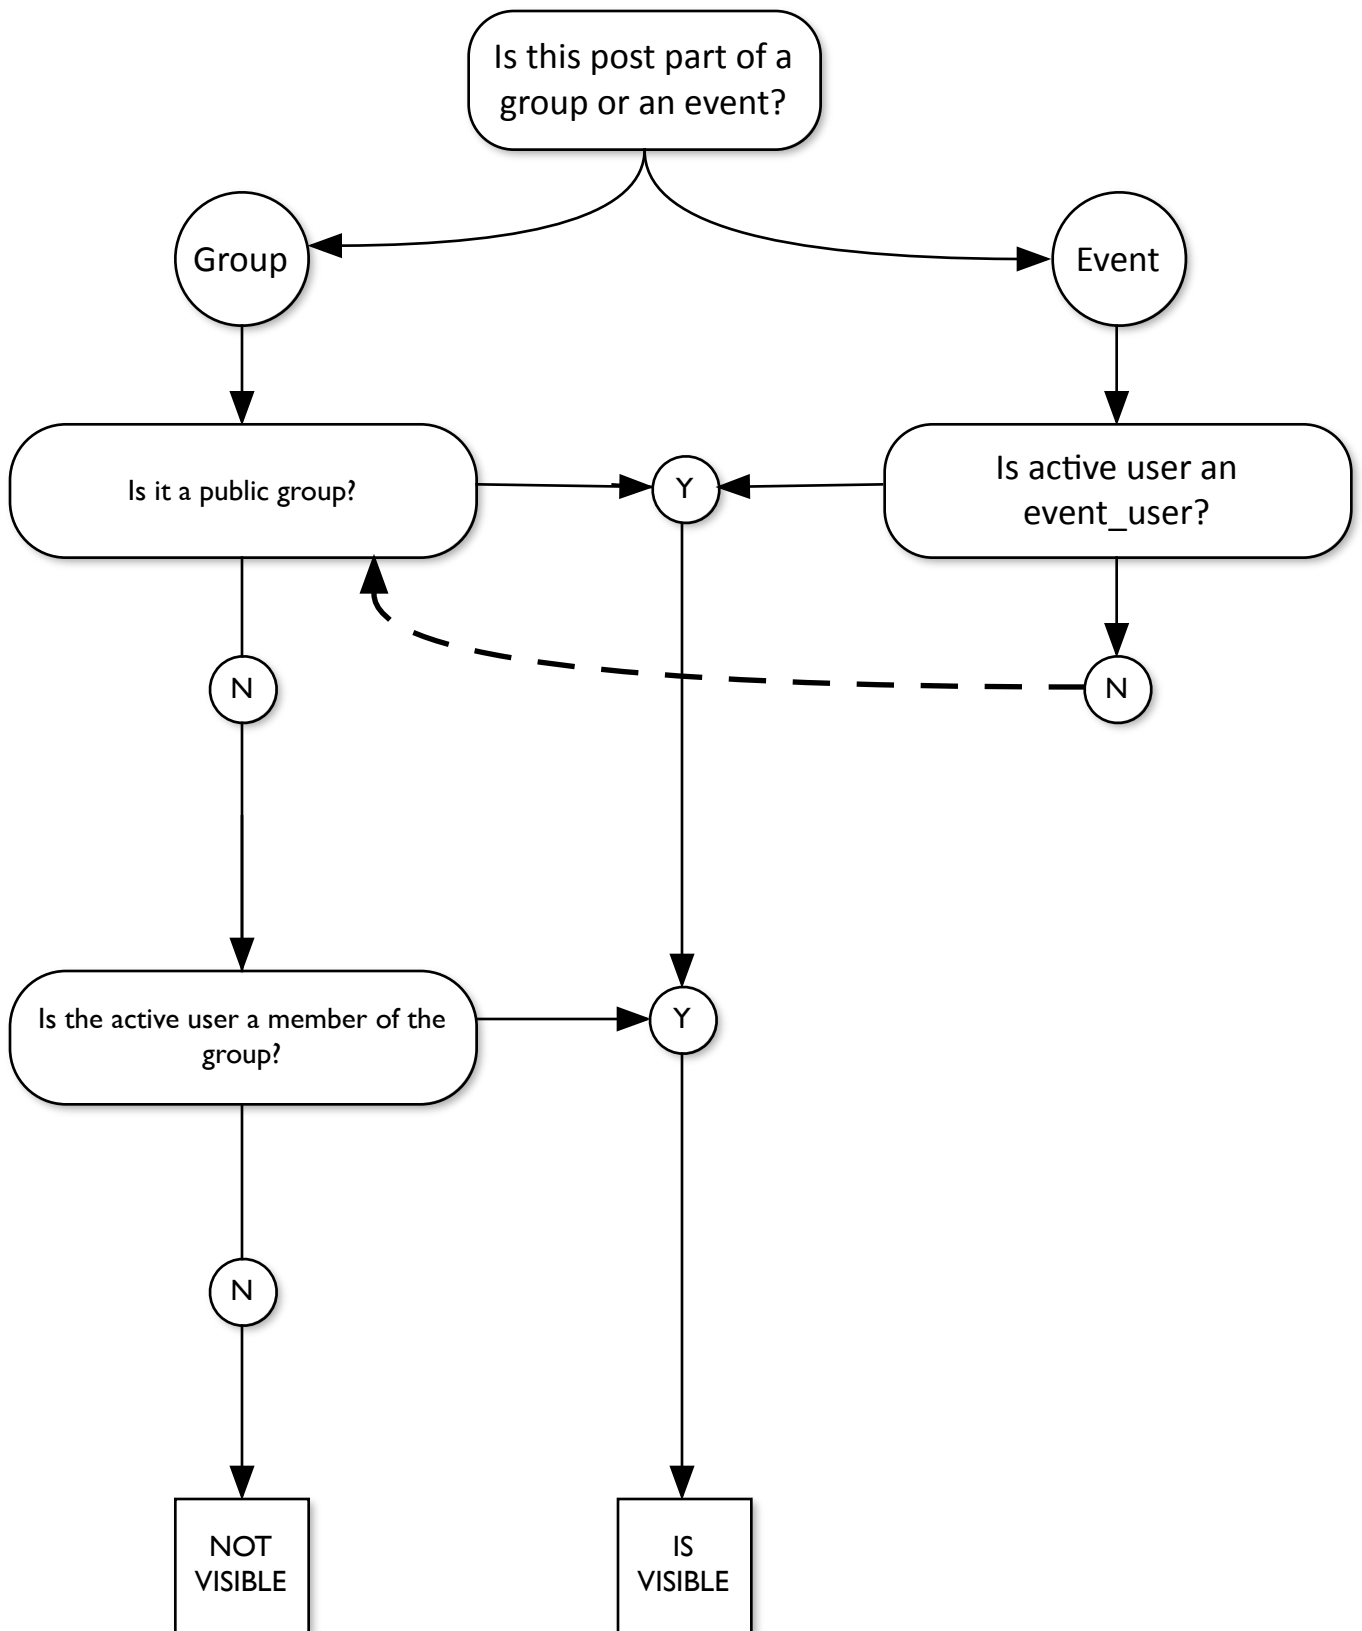 Is this post part of a
group or an event?
Group
Event
Is it a public group?
Y
Is active user an
event_user?
N
N
Is the active user a member of the
group?
Y
N
NOT
VISIBLE
IS
VISIBLE